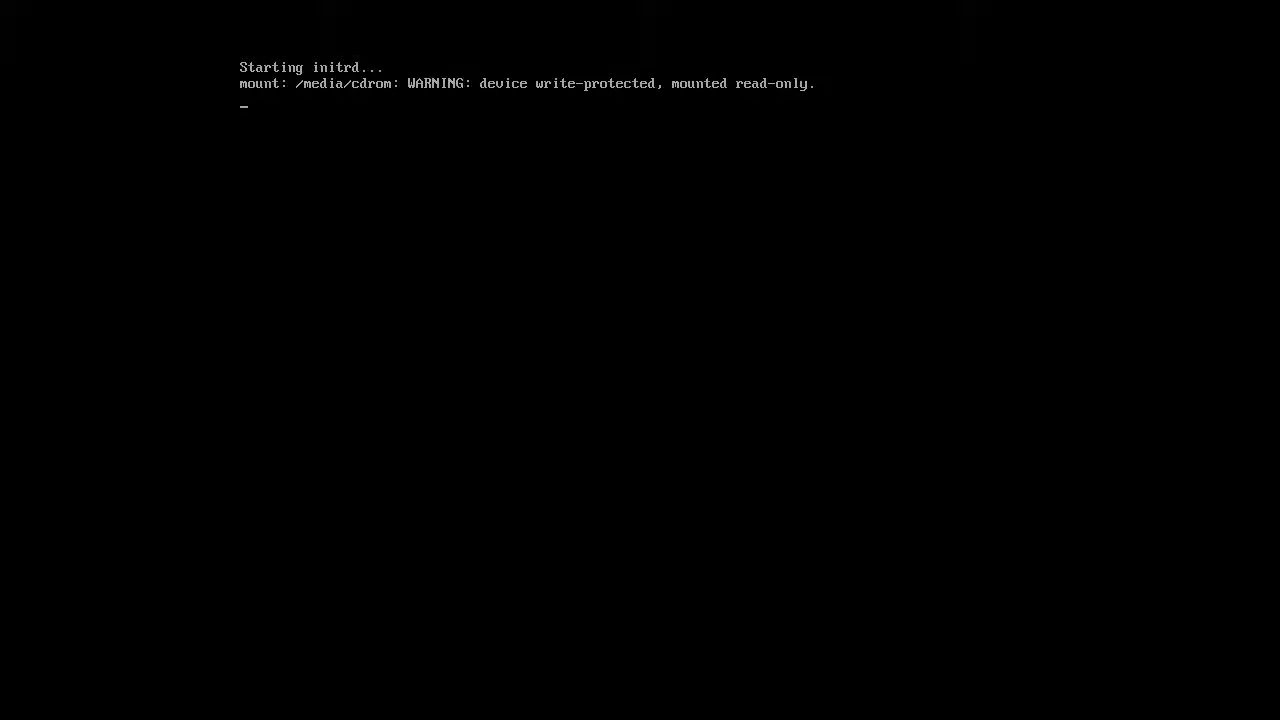 Starting initrd...
mount: /media/cdrom: WARNING: device write-protected, mounted read-only.
_